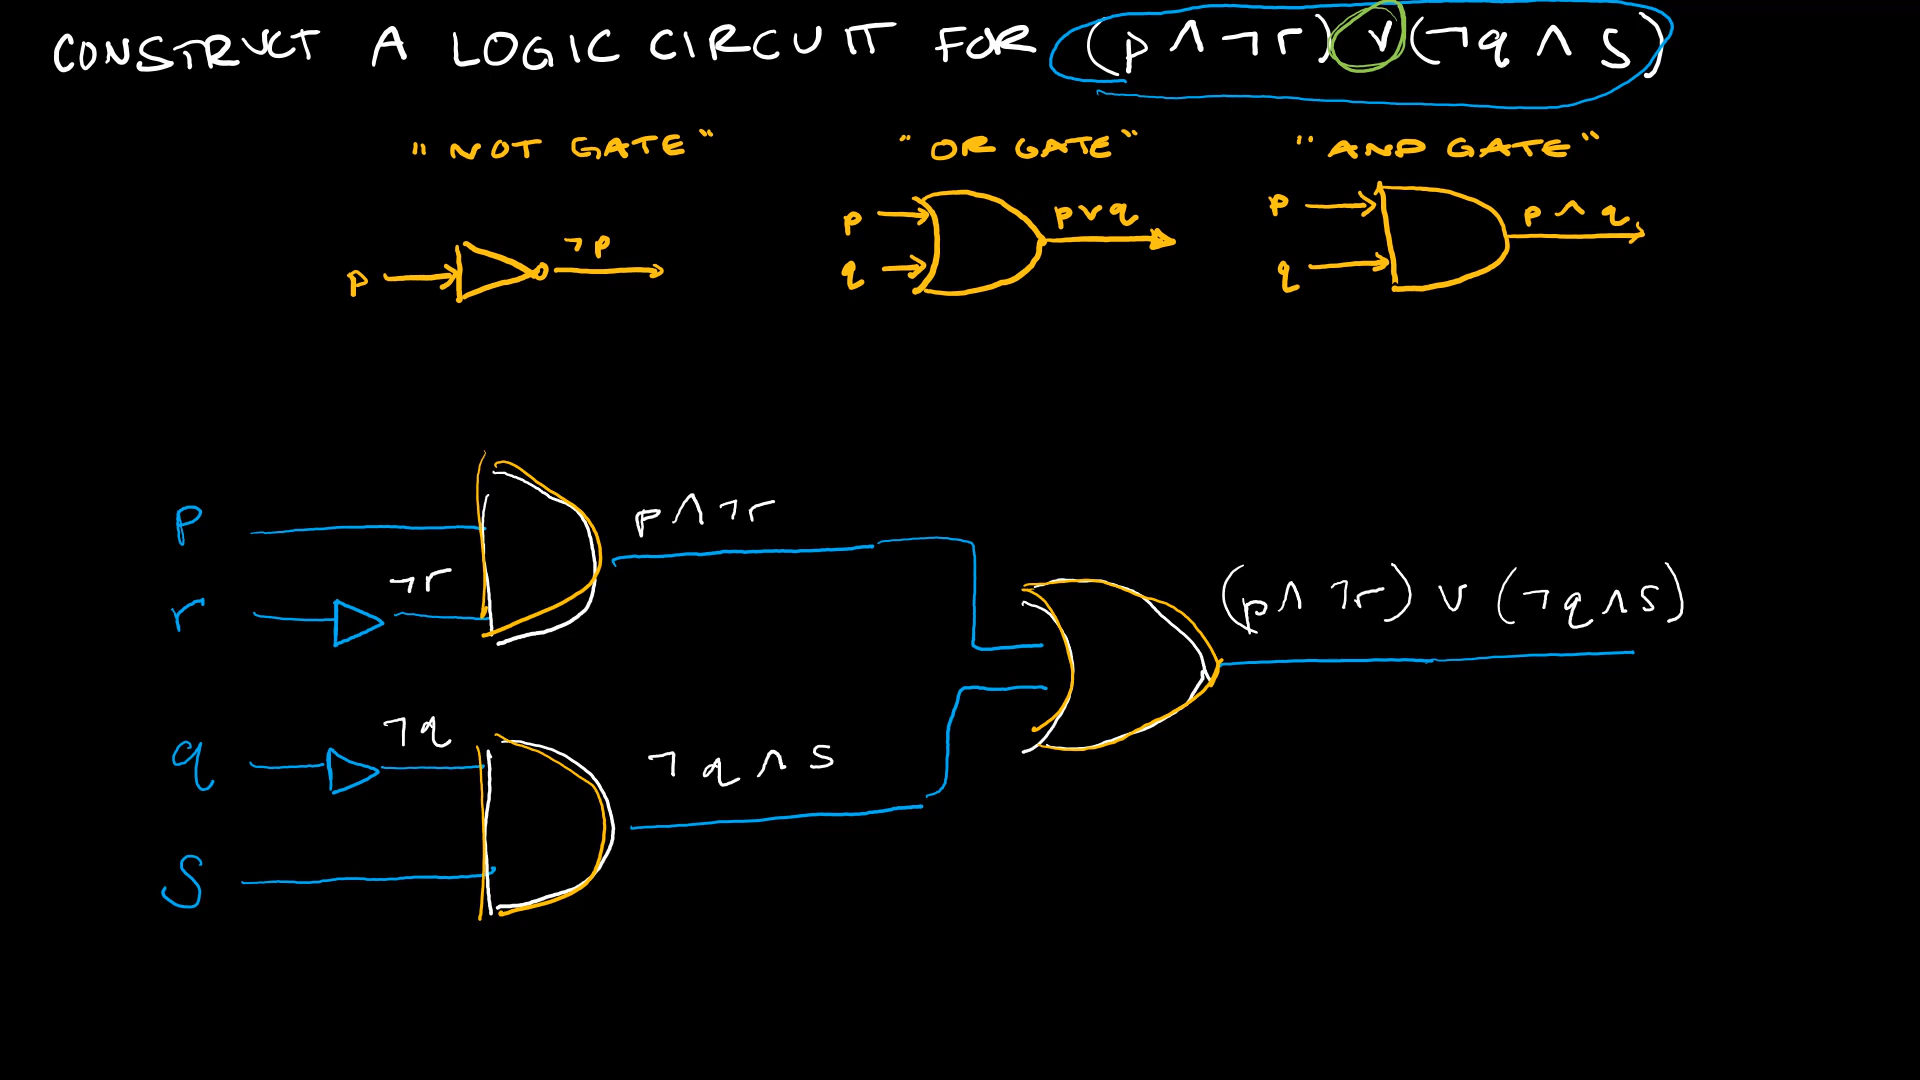 CONSTRUCT A LOGIC CIRCUIT FOR (p ∧ ¬r) ∨ (¬q ∧ s)
"NOT GATE" "OR GATE" "AND GATE"
p ¬p
p q p∨q
p q p ∧ q
p
r ¬r
p∧¬r
q ¬q
s
¬q∧s
(p∧¬r) ∨ (¬q∧s)